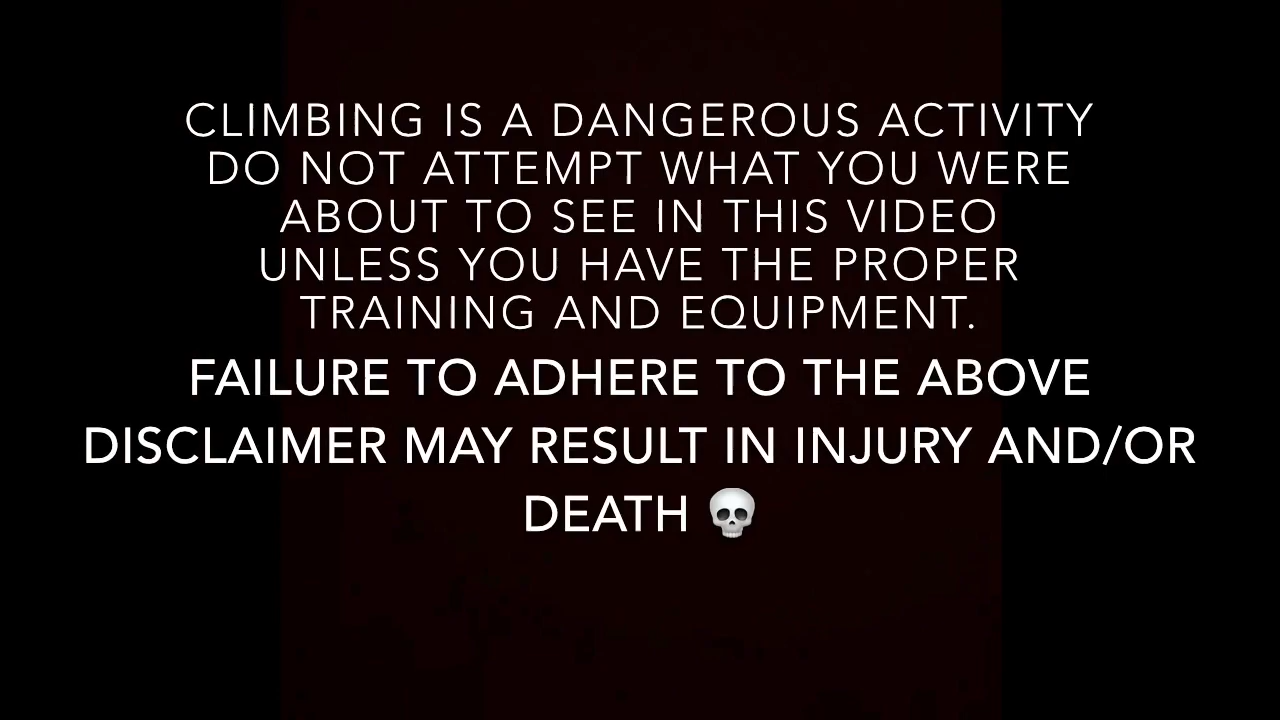 CLIMBING IS A DANGEROUS ACTIVITY
DO NOT ATTEMPT WHAT YOU WERE
ABOUT TO SEE IN THIS VIDEO
UNLESS YOU HAVE THE PROPER
TRAINING AND EQUIPMENT.
FAILURE TO ADHERE TO THE ABOVE
DISCLAIMER MAY RESULT IN INJURY AND/OR
DEATH 💀